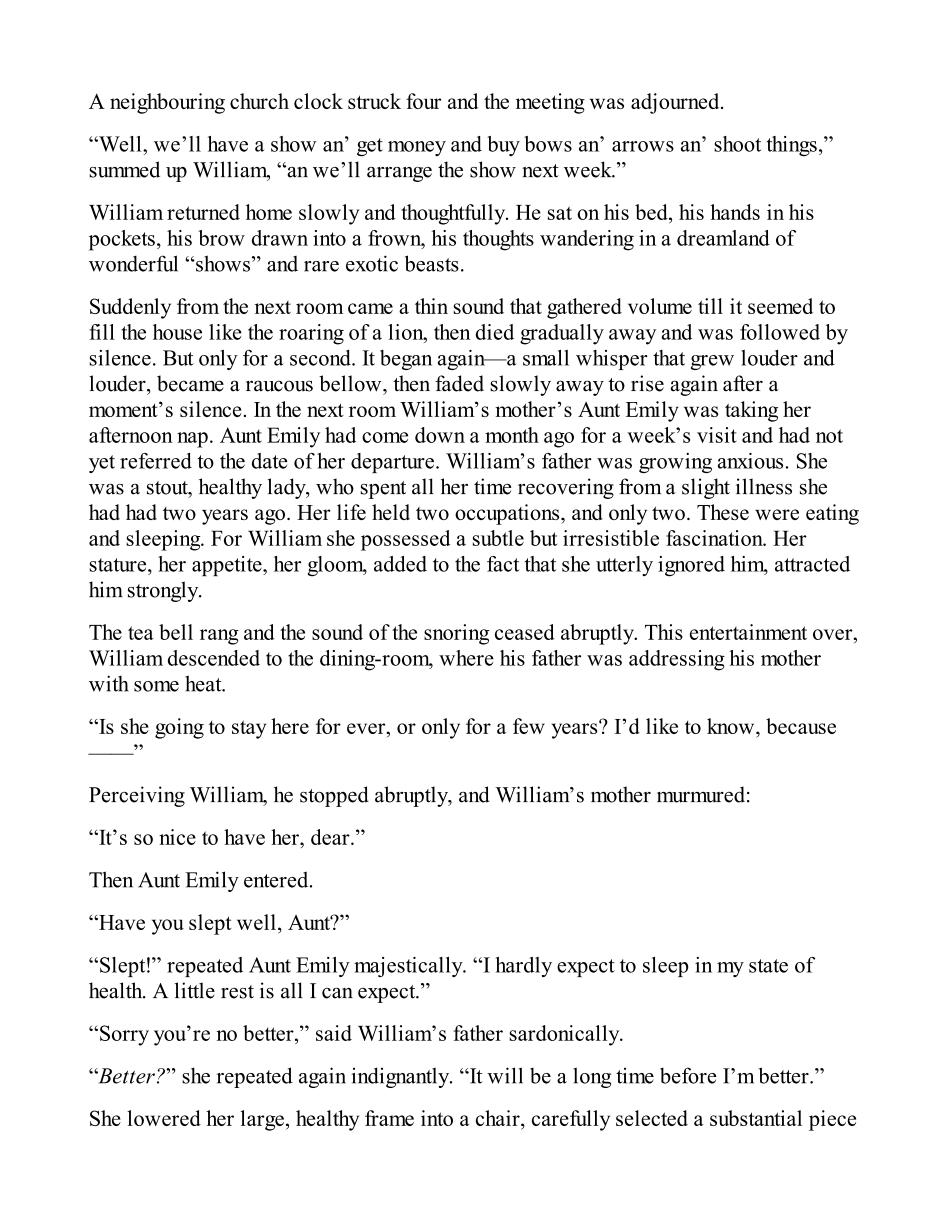 A neighbouring church clock struck four and the meeting was adjourned.
“Well, we’ll have a show an’ get money and buy bows an’ arrows an’ shoot things,”
summed up William, “an we’ll arrange the show next week.”
William returned home slowly and thoughtfully. He sat on his bed, his hands in his
pockets, his brow drawn into a frown, his thoughts wandering in a dreamland of
wonderful “shows” and rare exotic beasts.
Suddenly from the next room came a thin sound that gathered volume till it seemed to
fill the house like the roaring of a lion, then died gradually away and was followed by
silence. But only for a second. It began again—a small whisper that grew louder and
louder, became a raucous bellow, then faded slowly away to rise again after a
moment’s silence. In the next room William’s mother’s Aunt Emily was taking her
afternoon nap. Aunt Emily had come down a month ago for a week’s visit and had not
yet referred to the date of her departure. William’s father was growing anxious. She
was a stout, healthy lady, who spent all her time recovering from a slight illness she
had had two years ago. Her life held two occupations, and only two. These were eating
and sleeping. For William she possessed a subtle but irresistible fascination. Her
stature, her appetite, her gloom, added to the fact that she utterly ignored him, attracted
him strongly.
The tea bell rang and the sound of the snoring ceased abruptly. This entertainment over,
William descended to the dining-room, where his father was addressing his mother
with some heat.
“Is she going to stay here for ever, or only for a few years? I’d like to know, because
——”
Perceiving William, he stopped abruptly, and William’s mother murmured:
“It’s so nice to have her, dear.”
Then Aunt Emily entered.
“Have you slept well, Aunt?”
“Slept!” repeated Aunt Emily majestically. “I hardly expect to sleep in my state of
health. A little rest is all I can expect.”
“Sorry you’re no better,” said William’s father sardonically.
“Better?” she repeated again indignantly. “It will be a long time before I’m better.”
She lowered her large, healthy frame into a chair, carefully selected a substantial piece